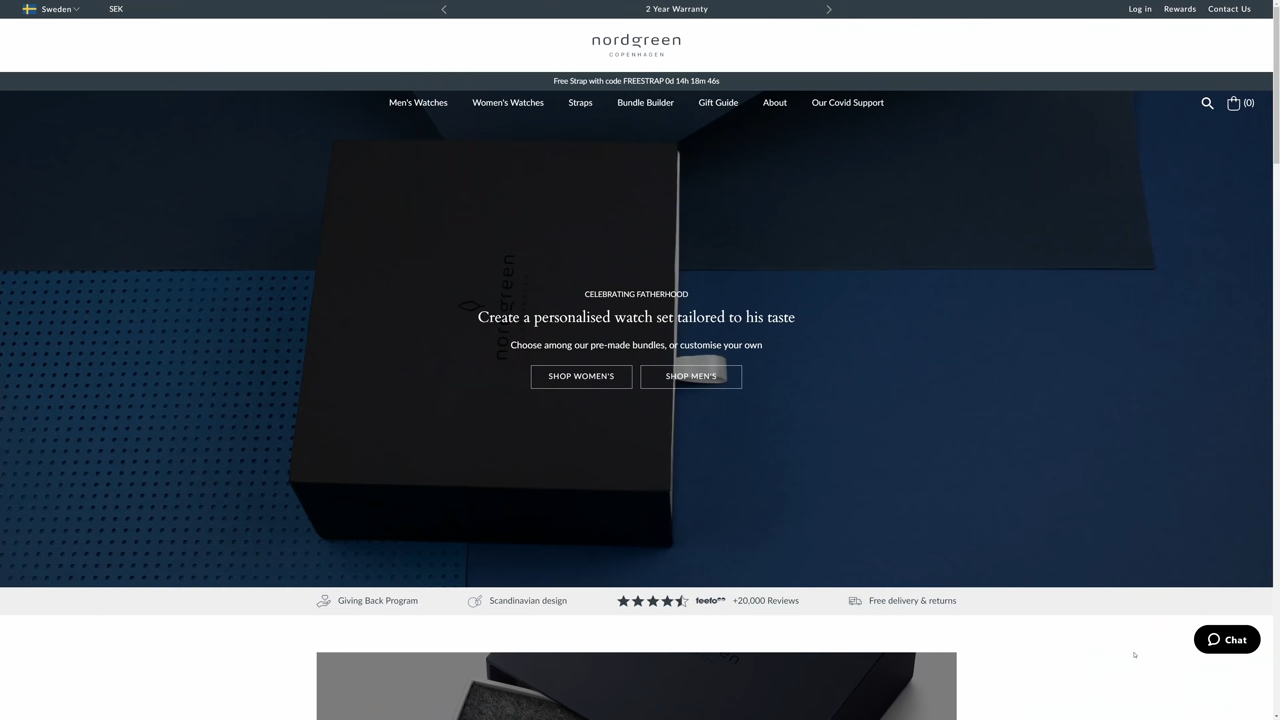 Sweden
SEK
2 Year Warranty
Log in
Rewards
Contact Us
nordgreen
COPENHAGEN
Free Strap with code FREESTRAP 0d 14h 18m 46s
Men's Watches
Women's Watches
Straps
Bundle Builder
Gift Guide
About
Our Covid Support
(0)
nordgreen
CELEBRATING FATHERHOOD
Create a personalised watch set tailored to his taste
Choose among our pre-made bundles, or customise your own
SHOP WOMEN'S
SHOP MEN'S
Giving Back Program
Scandinavian design
feefo
+20,000 Reviews
Free delivery & returns
Chat